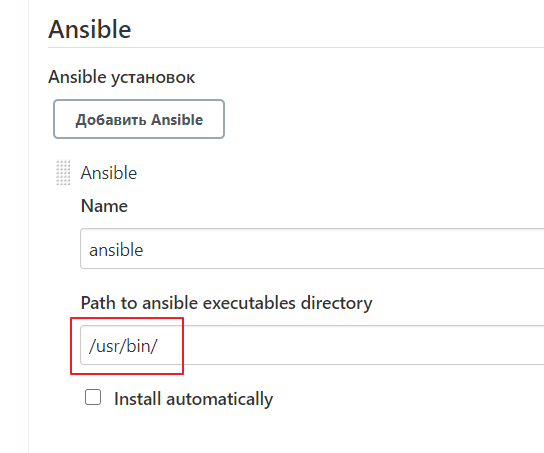 Ansible
Ansible установок
Добавить Ansible
Ansible
Name
ansible
Path to ansible executables directory
/usr/bin/
Install automatically